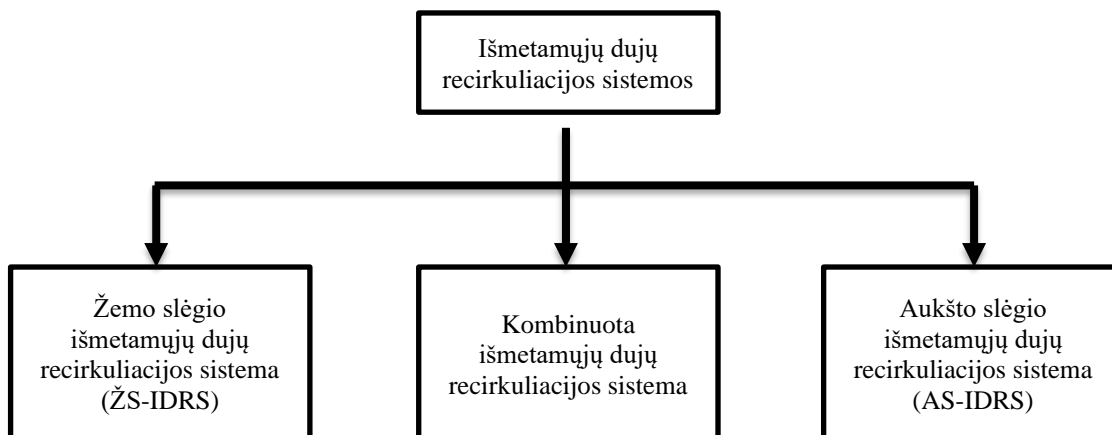 Išmetamųjų dujų
recirkuliacijos sistemos
Žemo slėgio
išmetamųjų dujų
recirkuliacijos sistema
(ŽS-IDRS)
Kombinuota
išmetamųjų dujų
recirkuliacijos sistema
Aukšto slėgio
išmetamųjų dujų
recirkuliacijos sistema
(AS-IDRS)